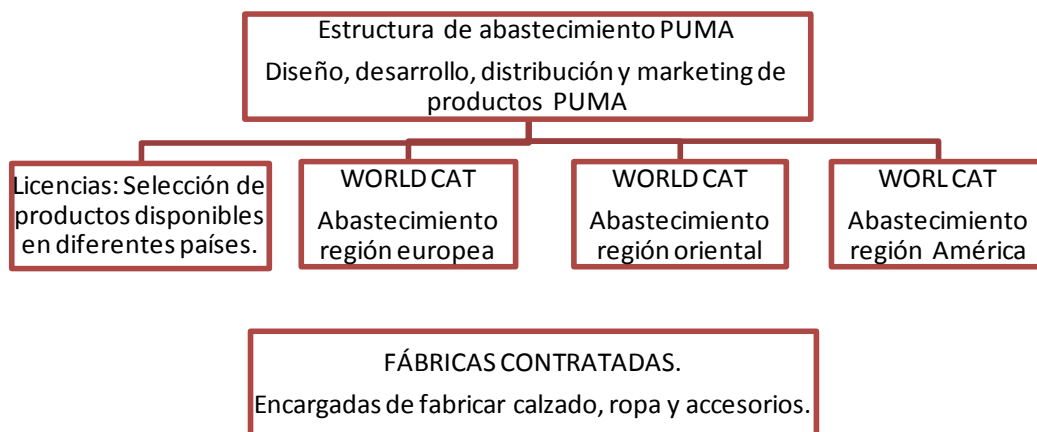 Estructura de abastecimiento PUMA
Diseño, desarrollo, distribución y marketing de
productos PUMA
Licencias: Selección de
productos disponibles
en diferentes países.
WORLD CAT
Abastecimiento
región europea
WORLD CAT
Abastecimiento
región oriental
WORL CAT
Abastecimiento
región América
FÁBRICAS CONTRATADAS.
Encargadas de fabricar calzado, ropa y accesorios.